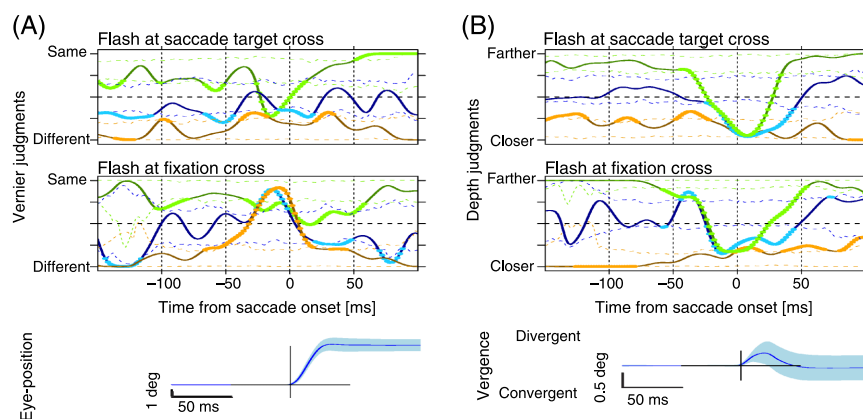 (A)
Flash at saccade target cross
Same
Different
Flash at fixation cross
Same
Different
Vernier judgments
−100 −50 0 50
Time from saccade onset [ms]
Eye-position
1 deg
50 ms
(B)
Flash at saccade target cross
Farther
Closer
Flash at fixation cross
Farther
Closer
Depth judgments
−100 −50 0 50
Time from saccade onset [ms]
Vergence
Divergent
Convergent
0.5 deg
50 ms